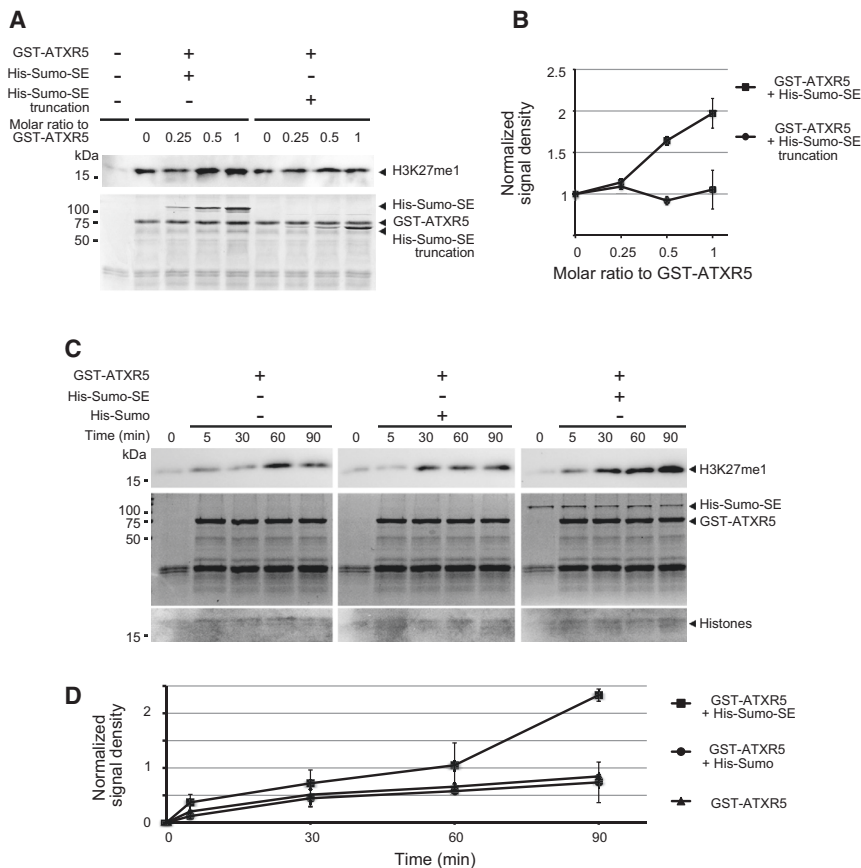 A
GST-ATXR5 - + +
His-Sumo-SE - + -
His-Sumo-SE
truncation - - +
Molar ratio to
GST-ATXR5 0 0.25 0.5 1 0 0.25 0.5 1
kDa
15
H3K27me1
100
75
50
His-Sumo-SE
GST-ATXR5
His-Sumo-SE
truncation
B
Normalized
signal density
2.5
2
1.5
1
0 0.25 0.5 1
Molar ratio to GST-ATXR5
GST-ATXR5
+ His-Sumo-SE
GST-ATXR5
+ His-Sumo-SE
truncation
C
GST-ATXR5 + + +
His-Sumo-SE - - +
His-Sumo - + -
Time (min) 0 5 30 60 90 0 5 30 60 90 0 5 30 60 90
kDa
15
H3K27me1
100
75
50
His-Sumo-SE
GST-ATXR5
15
Histones
D
Normalized
signal density
2
1
0
0 30 60 90
Time (min)
GST-ATXR5
+ His-Sumo-SE
GST-ATXR5
+ His-Sumo
GST-ATXR5